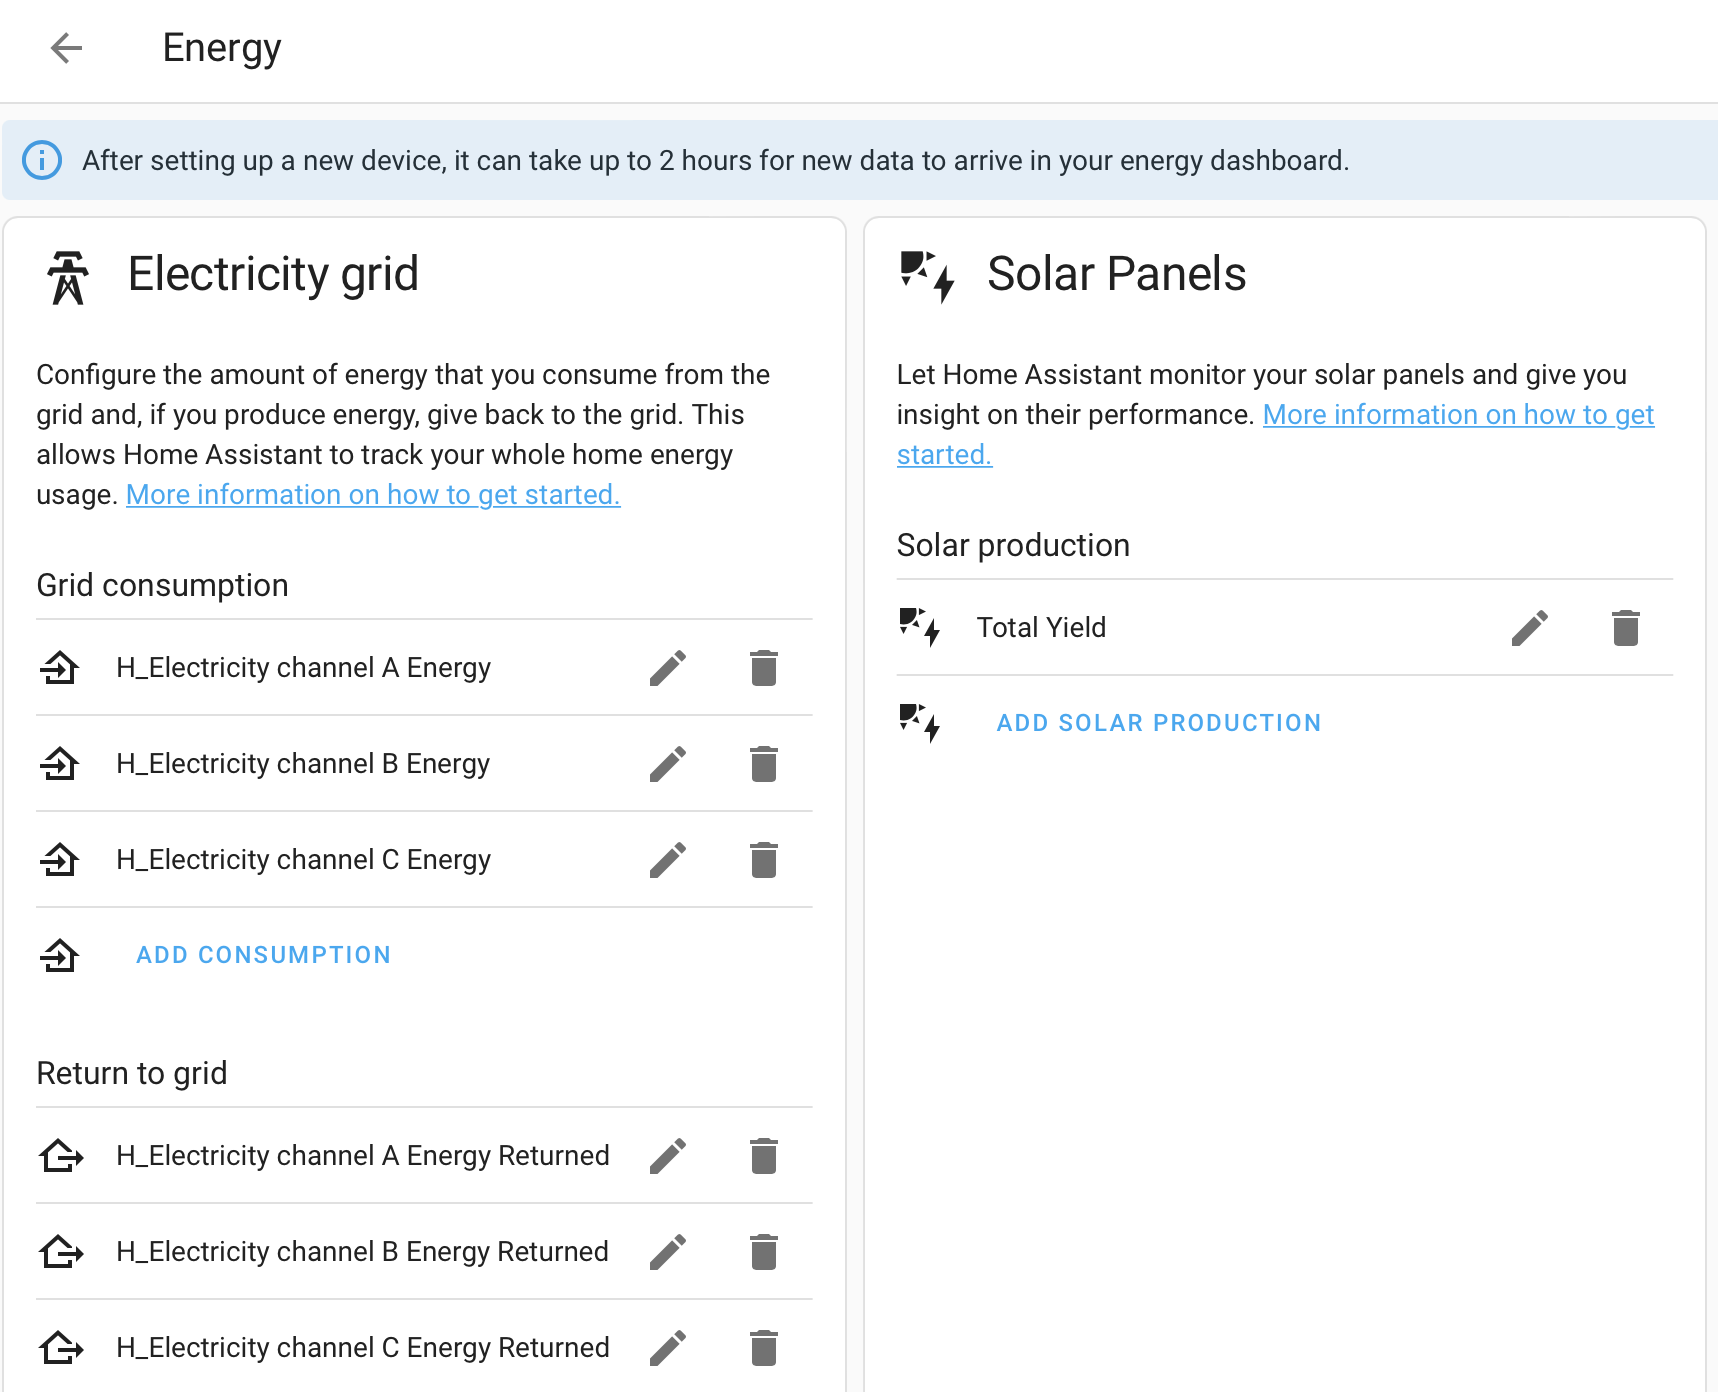 Energy
After setting up a new device, it can take up to 2 hours for new data to arrive in your energy dashboard.
Electricity grid
Configure the amount of energy that you consume from the
grid and, if you produce energy, give back to the grid. This
allows Home Assistant to track your whole home energy
usage. More information on how to get started.
Grid consumption
H_Electricity channel A Energy
H_Electricity channel B Energy
H_Electricity channel C Energy
ADD CONSUMPTION
Return to grid
H_Electricity channel A Energy Returned
H_Electricity channel B Energy Returned
H_Electricity channel C Energy Returned
Solar Panels
Let Home Assistant monitor your solar panels and give you
insight on their performance. More information on how to get
started.
Solar production
Total Yield
ADD SOLAR PRODUCTION